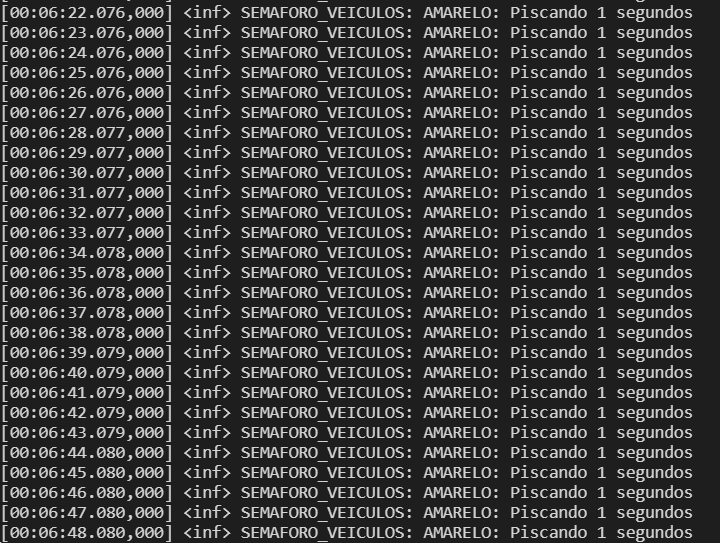 [00:06:22.076,000] <inf> SEMAFORO_VEICULOS: AMARELO: Piscando 1 segundos
[00:06:23.076,000] <inf> SEMAFORO_VEICULOS: AMARELO: Piscando 1 segundos
[00:06:24.076,000] <inf> SEMAFORO_VEICULOS: AMARELO: Piscando 1 segundos
[00:06:25.076,000] <inf> SEMAFORO_VEICULOS: AMARELO: Piscando 1 segundos
[00:06:26.076,000] <inf> SEMAFORO_VEICULOS: AMARELO: Piscando 1 segundos
[00:06:27.076,000] <inf> SEMAFORO_VEICULOS: AMARELO: Piscando 1 segundos
[00:06:28.077,000] <inf> SEMAFORO_VEICULOS: AMARELO: Piscando 1 segundos
[00:06:29.077,000] <inf> SEMAFORO_VEICULOS: AMARELO: Piscando 1 segundos
[00:06:30.077,000] <inf> SEMAFORO_VEICULOS: AMARELO: Piscando 1 segundos
[00:06:31.077,000] <inf> SEMAFORO_VEICULOS: AMARELO: Piscando 1 segundos
[00:06:32.077,000] <inf> SEMAFORO_VEICULOS: AMARELO: Piscando 1 segundos
[00:06:33.077,000] <inf> SEMAFORO_VEICULOS: AMARELO: Piscando 1 segundos
[00:06:34.078,000] <inf> SEMAFORO_VEICULOS: AMARELO: Piscando 1 segundos
[00:06:35.078,000] <inf> SEMAFORO_VEICULOS: AMARELO: Piscando 1 segundos
[00:06:36.078,000] <inf> SEMAFORO_VEICULOS: AMARELO: Piscando 1 segundos
[00:06:37.078,000] <inf> SEMAFORO_VEICULOS: AMARELO: Piscando 1 segundos
[00:06:38.078,000] <inf> SEMAFORO_VEICULOS: AMARELO: Piscando 1 segundos
[00:06:39.079,000] <inf> SEMAFORO_VEICULOS: AMARELO: Piscando 1 segundos
[00:06:40.079,000] <inf> SEMAFORO_VEICULOS: AMARELO: Piscando 1 segundos
[00:06:41.079,000] <inf> SEMAFORO_VEICULOS: AMARELO: Piscando 1 segundos
[00:06:42.079,000] <inf> SEMAFORO_VEICULOS: AMARELO: Piscando 1 segundos
[00:06:43.079,000] <inf> SEMAFORO_VEICULOS: AMARELO: Piscando 1 segundos
[00:06:44.080,000] <inf> SEMAFORO_VEICULOS: AMARELO: Piscando 1 segundos
[00:06:45.080,000] <inf> SEMAFORO_VEICULOS: AMARELO: Piscando 1 segundos
[00:06:46.080,000] <inf> SEMAFORO_VEICULOS: AMARELO: Piscando 1 segundos
[00:06:47.080,000] <inf> SEMAFORO_VEICULOS: AMARELO: Piscando 1 segundos
[00:06:48.080,000] <inf> SEMAFORO_VEICULOS: AMARELO: Piscando 1 segundos